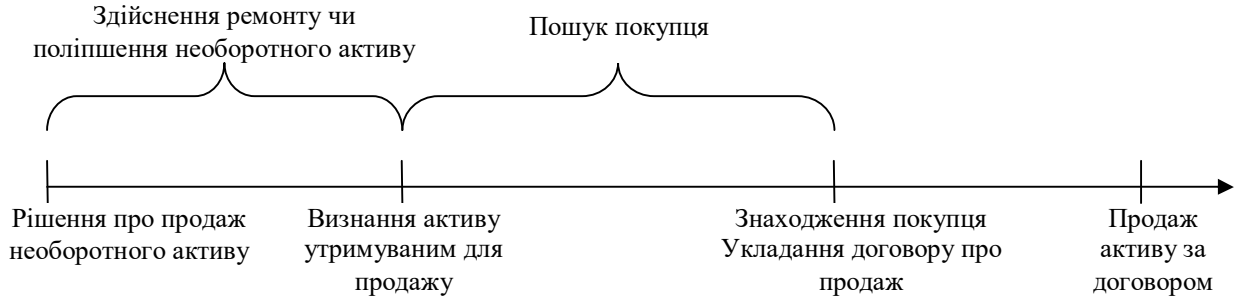 Здійснення ремонту чи
поліпшення необоротного активу
Пошук покупця
Рішення про продаж
необоротного активу
Визнання активу
утримуваним для
продажу
Знаходження покупця
Укладання договору про
продаж
Продаж
активу за
договором